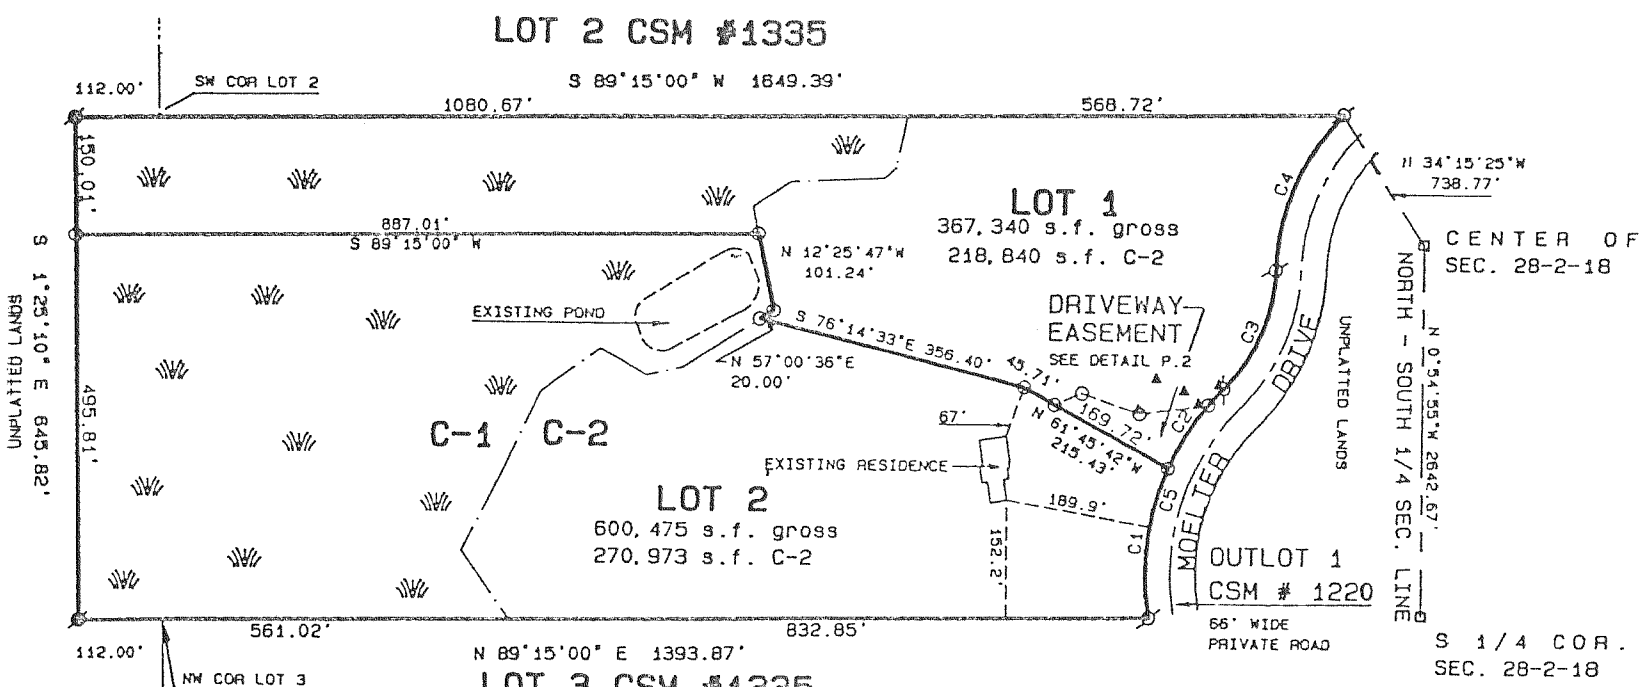 LOT 2 CSM #1335
S 89°15'00" W 1649.39'
112.00'
SW COR LOT 2
1080.67'
568.72'
150.01'
887.01'
S 89°15'00" W
N 12°25'47"W
101.24'
LOT 1
367,340 s.f. gross
218,840 s.f. C-2
C4
N 34°15'25"W
738.77'
CENTER OF
SEC. 28-2-18
EXISTING POND
S 76°14'33"E 356.40'
45.71'
N 57°00'36"E
20.00'
DRIVEWAY
EASEMENT
SEE DETAIL P.2
C3
UNPLATTED LANDS
S 1°25'10" E 645.82'
UNPLATTED LANDS
495.81'
C-1
C-2
67'
169.72'
N 61°45'42"W
215.43'
C2
EXISTING RESIDENCE
189.9'
152.2'
C5
C1
MOELTER DRIVE
NORTH - SOUTH 1/4 SEC. LINE
N 0°54'55"W 2642.67'
LOT 2
600,475 s.f. gross
270,973 s.f. C-2
OUTLOT 1
CSM # 1220
66' WIDE
PRIVATE ROAD
561.02'
832.85'
112.00'
N 89°15'00" E 1393.87'
S 1/4 COR.
SEC. 28-2-18
NW COR LOT 3
LOT 3 CSM #1335